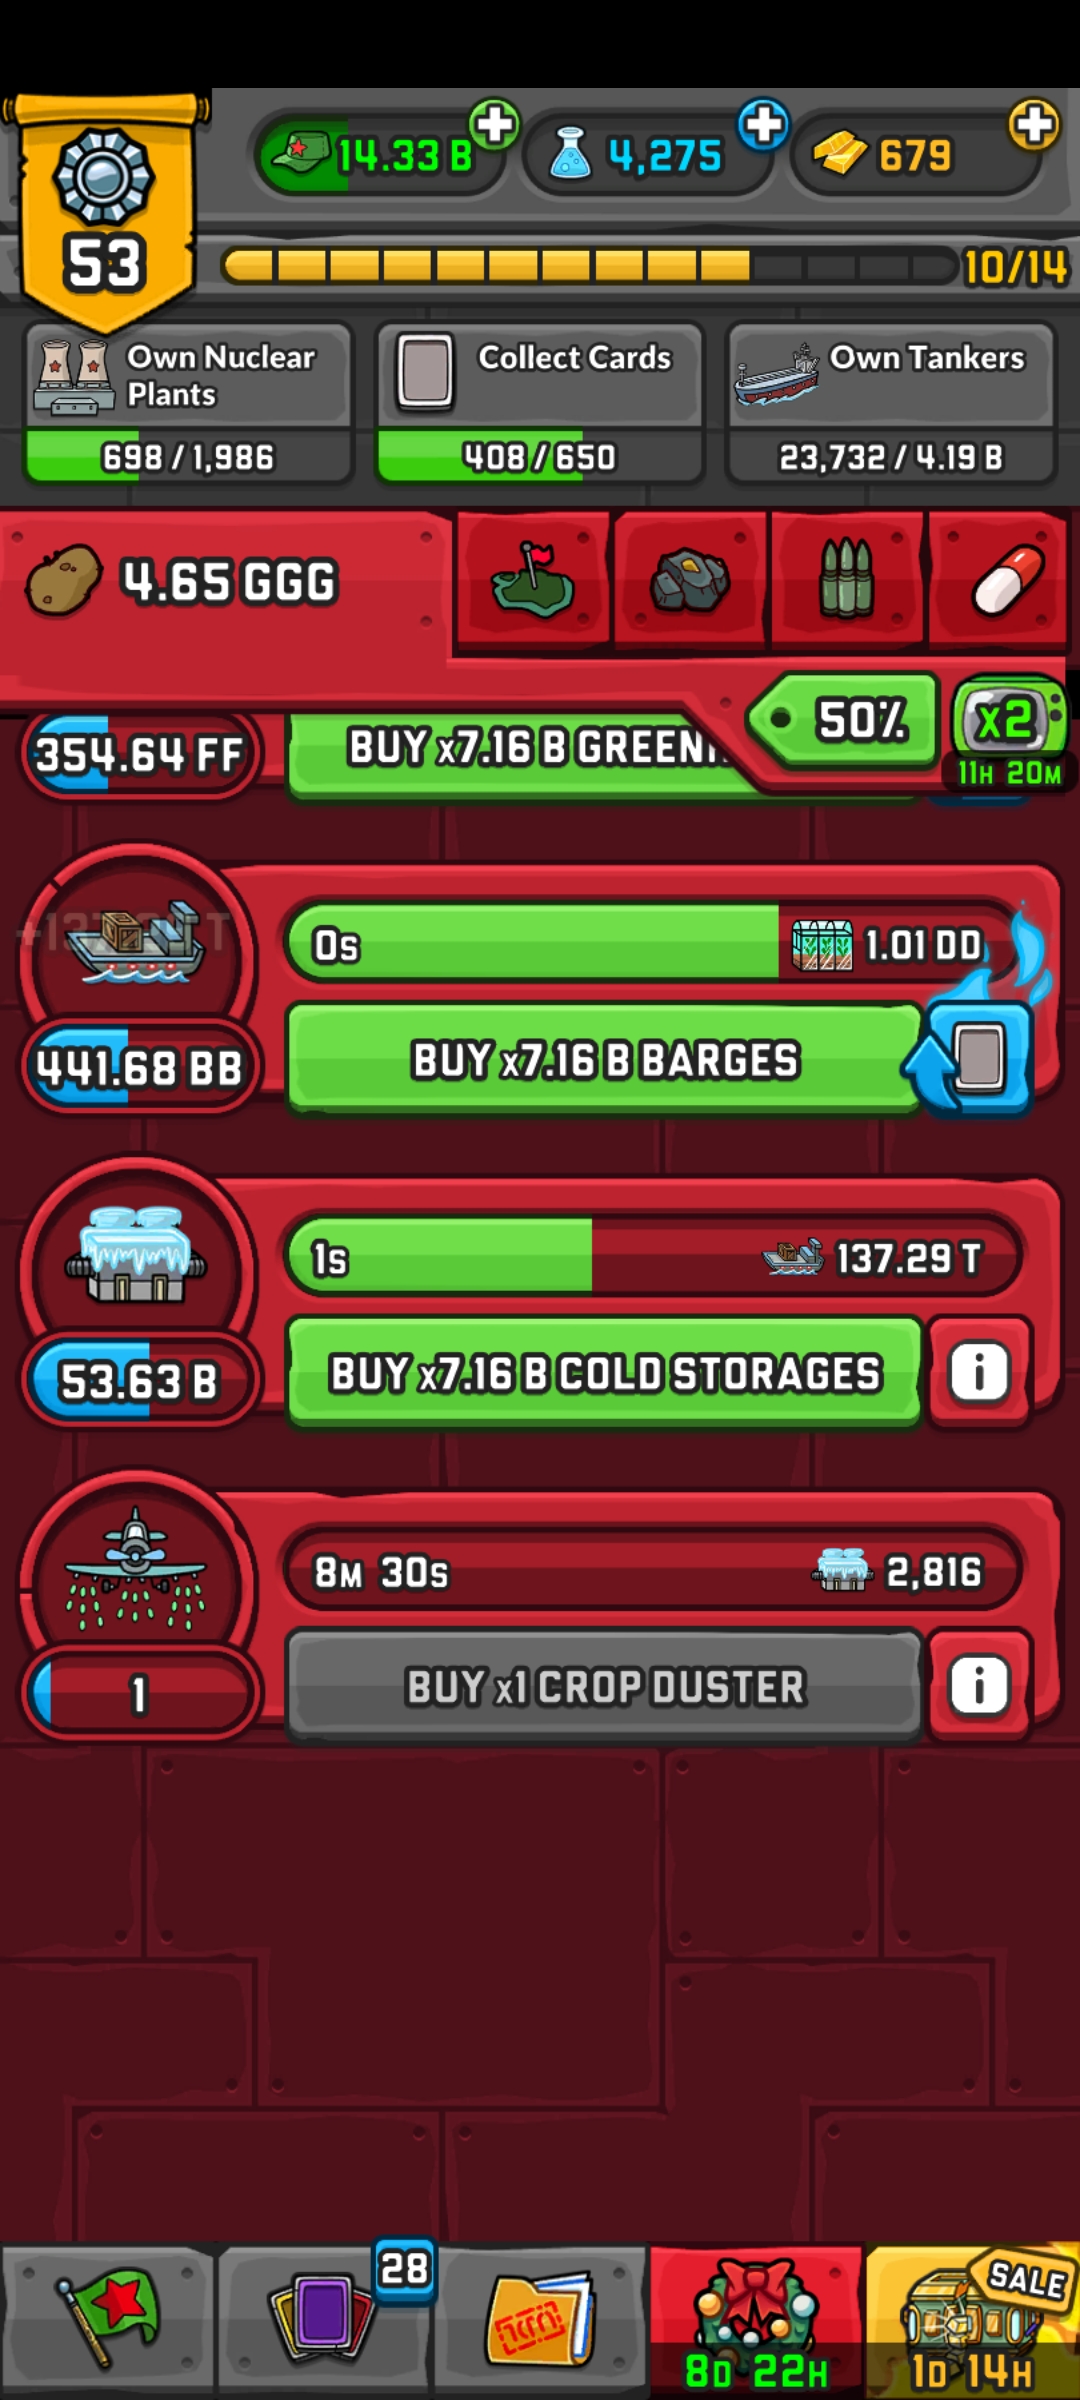 53
14.33 B
4,275
679
10/14
Own Nuclear
Plants
698 / 1,986
Collect Cards
408 / 650
Own Tankers
23,732 / 4.19 B
4.65 GGG
50%
x2
11H 20M
354.64 FF
BUY x7.16 B GREEN
0s
1.01 DD
441.68 BB
BUY x7.16 B BARGES
1s
137.29 T
53.63 B
BUY x7.16 B COLD STORAGES
i
8M 30s
2,816
1
BUY x1 CROP DUSTER
i
28
8D 22H
SALE
1D 14H